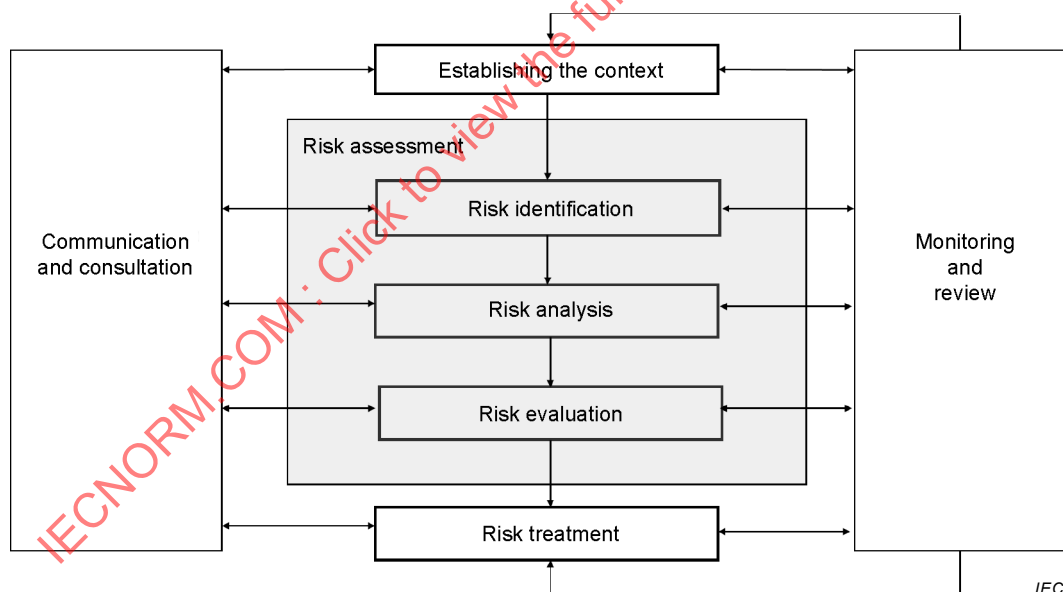 Establishing the context
Risk assessment
Risk identification
Communication
and consultation
Monitoring
and
review
Risk analysis
Risk evaluation
Risk treatment
IEC
IECNORM.COM : Click to view the full